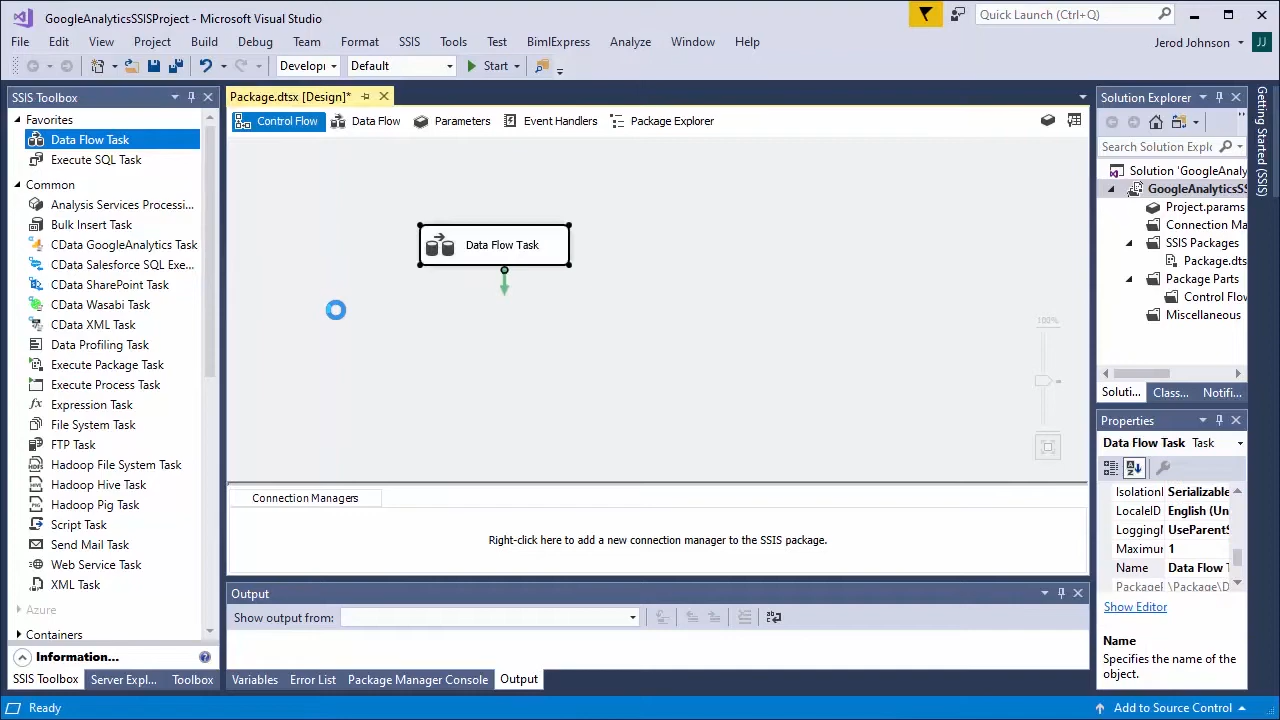 GoogleAnalyticsSSISProject - Microsoft Visual Studio
Quick Launch (Ctrl+Q)
File Edit View Project Build Debug Team Format SSIS Tools Test BimlExpress Analyze Window Help
Jerod Johnson JJ
Develop Default Start
SSIS Toolbox
Favorites
Data Flow Task
Execute SQL Task
Common
Analysis Services Processi...
Bulk Insert Task
CData GoogleAnalytics Task
CData Salesforce SQL Exe...
CData SharePoint Task
CData Wasabi Task
CData XML Task
Data Profiling Task
Execute Package Task
Execute Process Task
Expression Task
File System Task
FTP Task
Hadoop File System Task
Hadoop Hive Task
Hadoop Pig Task
Script Task
Send Mail Task
Web Service Task
XML Task
Azure
Containers
Information...
SSIS Toolbox Server Expl... Toolbox
Package.dtsx [Design]*
Control Flow Data Flow Parameters Event Handlers Package Explorer
Data Flow Task
100%
Connection Managers
Right-click here to add a new connection manager to the SSIS package.
Output
Show output from:
Variables Error List Package Manager Console Output
Solution Explorer
Search Solution Explo
Solution 'GoogleAnaly
GoogleAnalyticsSS
Project.params
Connection Ma
SSIS Packages
Package.dts
Package Parts
Control Flow
Miscellaneous
Soluti... Class... Notifi...
Properties
Data Flow Task Task
IsolationL Serializable
LocaleID English (Un
LoggingM UseParentS
Maximum 1
Name Data Flow T
PackageP \Package\D
Show Editor
Name
Specifies the name of the
object.
Getting Started (SSIS)
Ready
Add to Source Control